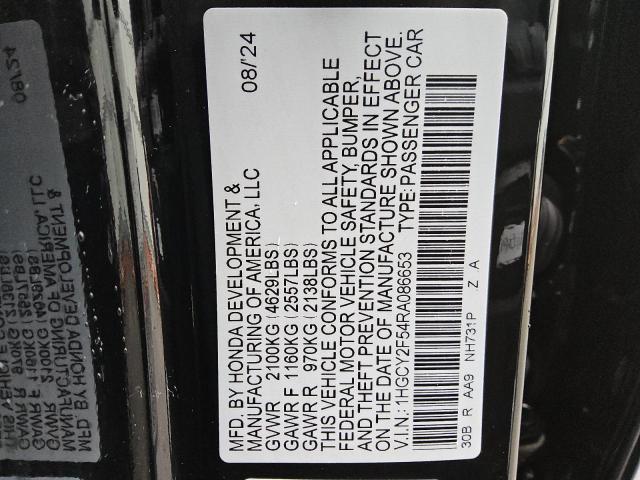 MFD. BY HONDA DEVELOPMENT &
MANUFACTURING OF AMERICA, LLC 08/'24
GVWR 2100KG (4629LBS)
GAWR F 1160KG (2557LBS)
GAWR R 970KG (2138LBS)
THIS VEHICLE CONFORMS TO ALL APPLICABLE
FEDERAL MOTOR VEHICLE SAFETY, BUMPER,
AND THEFT PREVENTION STANDARDS IN EFFECT
ON THE DATE OF MANUFACTURE SHOWN ABOVE.
V.I.N.: 1HGCY2F54RA086653 TYPE: PASSENGER CAR
30B R AA9 NH731P Z A